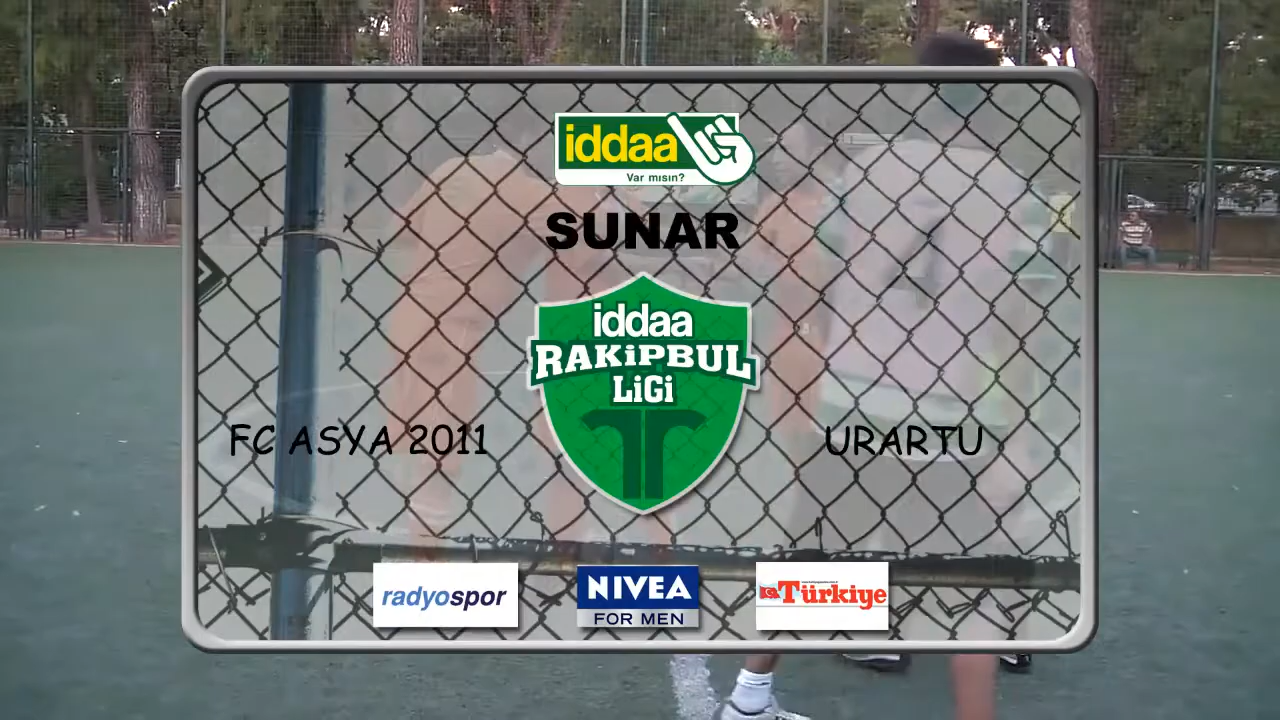 iddaa
Var mısın?
SUNAR
iddaa
RAKiPBUL
LiGi
FC ASYA 2011
URARTU
radyospor
NIVEA
FOR MEN
Türkiye